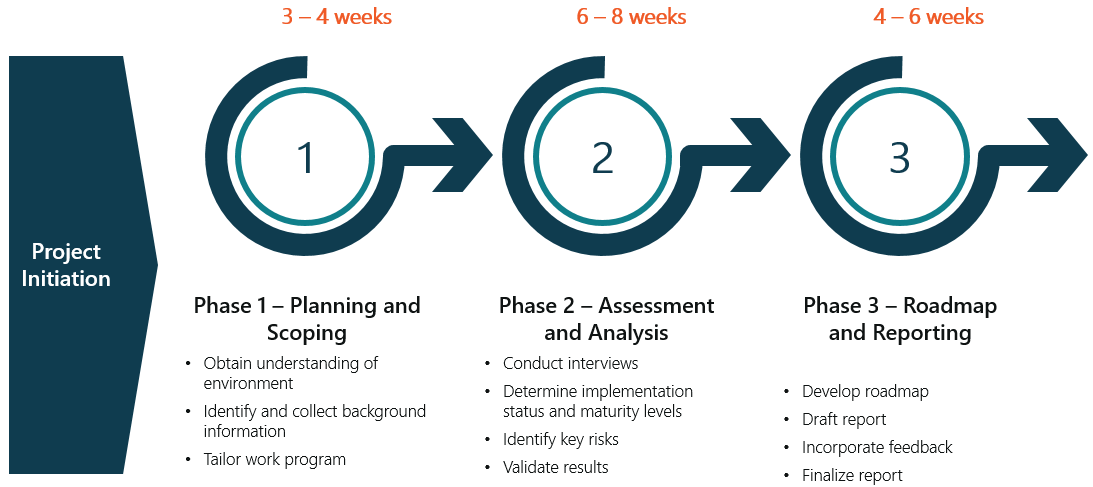 3 – 4 weeks
6 – 8 weeks
4 – 6 weeks
1
2
3
Project
Initiation
Phase 1 – Planning and
Scoping
• Obtain understanding of
environment
• Identify and collect background
information
• Tailor work program
Phase 2 – Assessment
and Analysis
• Conduct interviews
• Determine implementation
status and maturity levels
• Identify key risks
• Validate results
Phase 3 – Roadmap
and Reporting
• Develop roadmap
• Draft report
• Incorporate feedback
• Finalize report